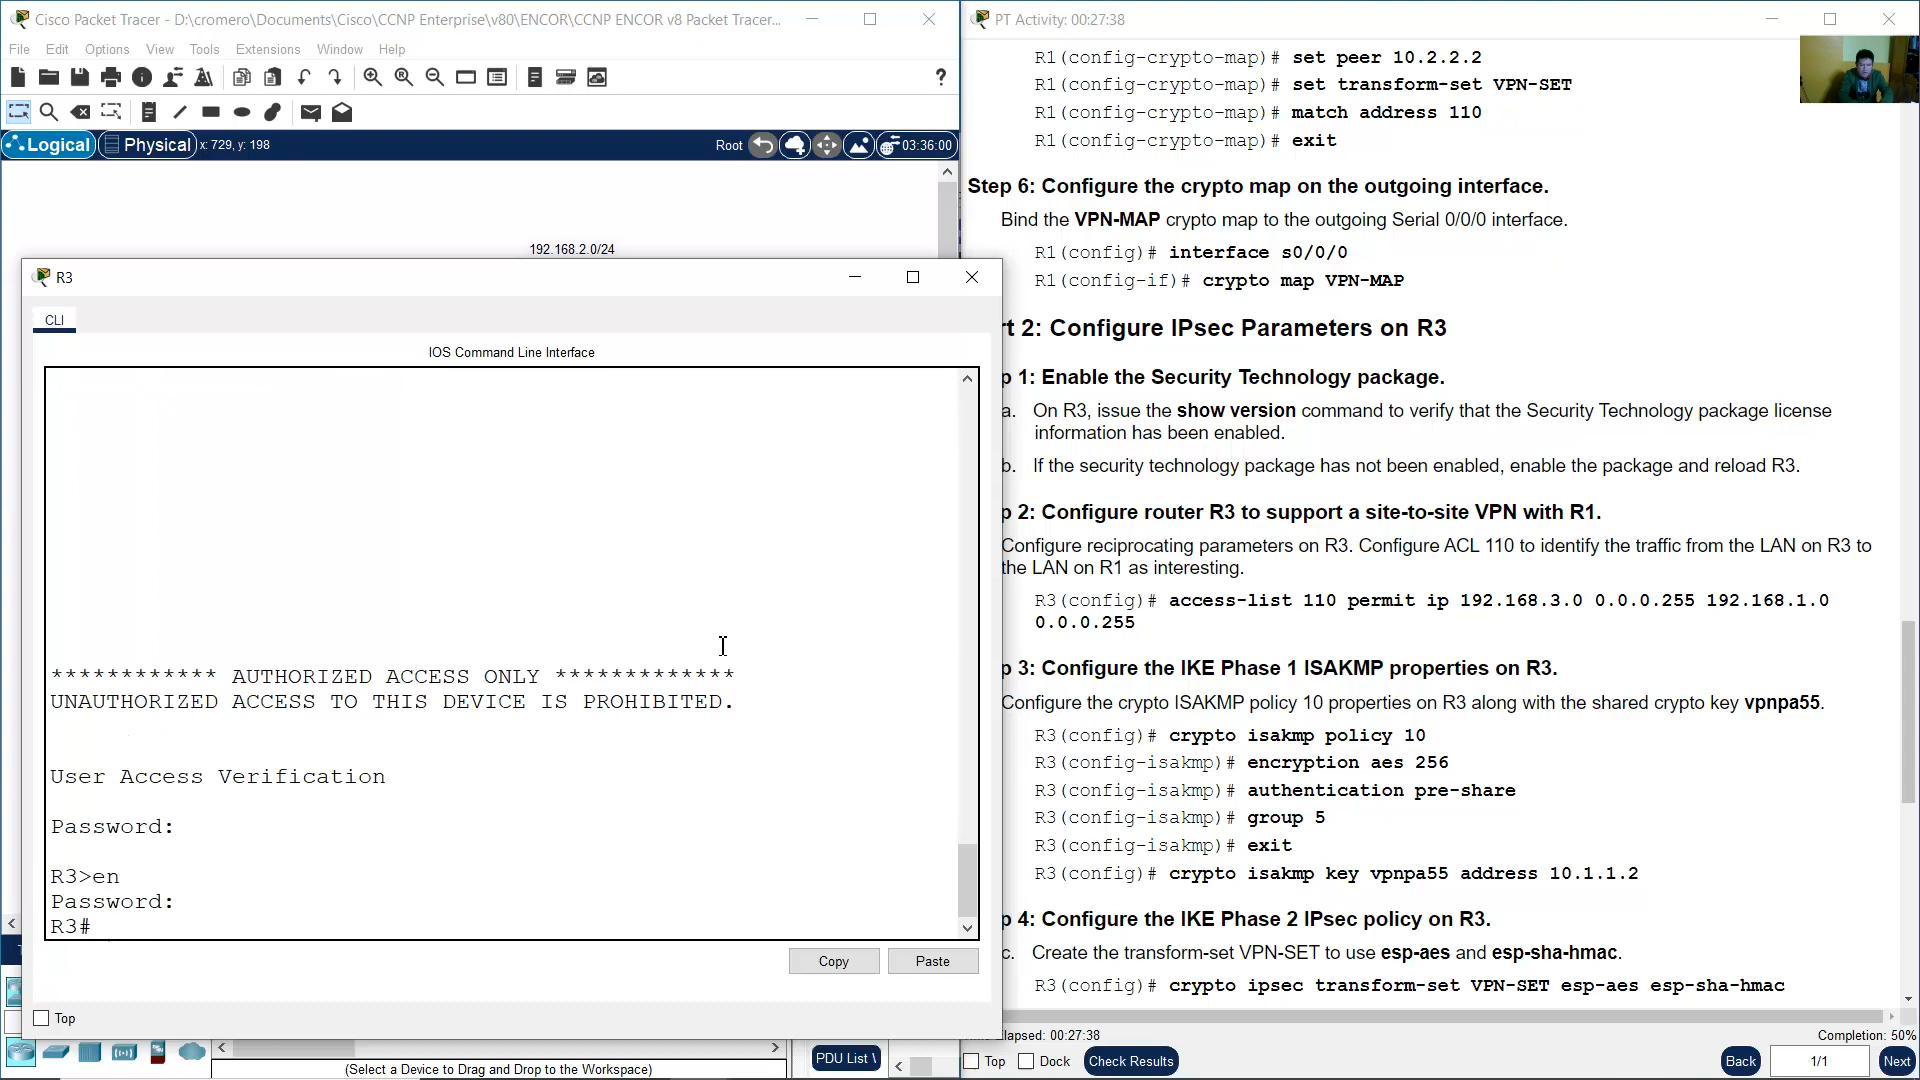 Cisco Packet Tracer - D:\cromero\Documents\Cisco\CCNP Enterprise\v80\ENCOR\CCNP ENCOR v8 Packet Tracer...
File Edit Options View Tools Extensions Window Help
?
Logical Physical x: 729, y: 198
Root 03:36:00
192.168.2.0/24
R3
CLI
IOS Command Line Interface
************ AUTHORIZED ACCESS ONLY *************
UNAUTHORIZED ACCESS TO THIS DEVICE IS PROHIBITED.
User Access Verification
Password:
R3>en
Password:
R3#
Copy Paste
Top
PDU List \
(Select a Device to Drag and Drop to the Workspace)
PT Activity: 00:27:38
R1(config-crypto-map)# set peer 10.2.2.2
R1(config-crypto-map)# set transform-set VPN-SET
R1(config-crypto-map)# match address 110
R1(config-crypto-map)# exit
Step 6: Configure the crypto map on the outgoing interface.
Bind the VPN-MAP crypto map to the outgoing Serial 0/0/0 interface.
R1(config)# interface s0/0/0
R1(config-if)# crypto map VPN-MAP
rt 2: Configure IPsec Parameters on R3
p 1: Enable the Security Technology package.
a. On R3, issue the show version command to verify that the Security Technology package license
information has been enabled.
b. If the security technology package has not been enabled, enable the package and reload R3.
p 2: Configure router R3 to support a site-to-site VPN with R1.
Configure reciprocating parameters on R3. Configure ACL 110 to identify the traffic from the LAN on R3 to
the LAN on R1 as interesting.
R3(config)# access-list 110 permit ip 192.168.3.0 0.0.0.255 192.168.1.0
0.0.0.255
p 3: Configure the IKE Phase 1 ISAKMP properties on R3.
Configure the crypto ISAKMP policy 10 properties on R3 along with the shared crypto key vpnpa55.
R3(config)# crypto isakmp policy 10
R3(config-isakmp)# encryption aes 256
R3(config-isakmp)# authentication pre-share
R3(config-isakmp)# group 5
R3(config-isakmp)# exit
R3(config)# crypto isakmp key vpnpa55 address 10.1.1.2
p 4: Configure the IKE Phase 2 IPsec policy on R3.
c. Create the transform-set VPN-SET to use esp-aes and esp-sha-hmac.
R3(config)# crypto ipsec transform-set VPN-SET esp-aes esp-sha-hmac
Elapsed: 00:27:38 Completion: 50%
Top Dock Check Results Back 1/1 Next